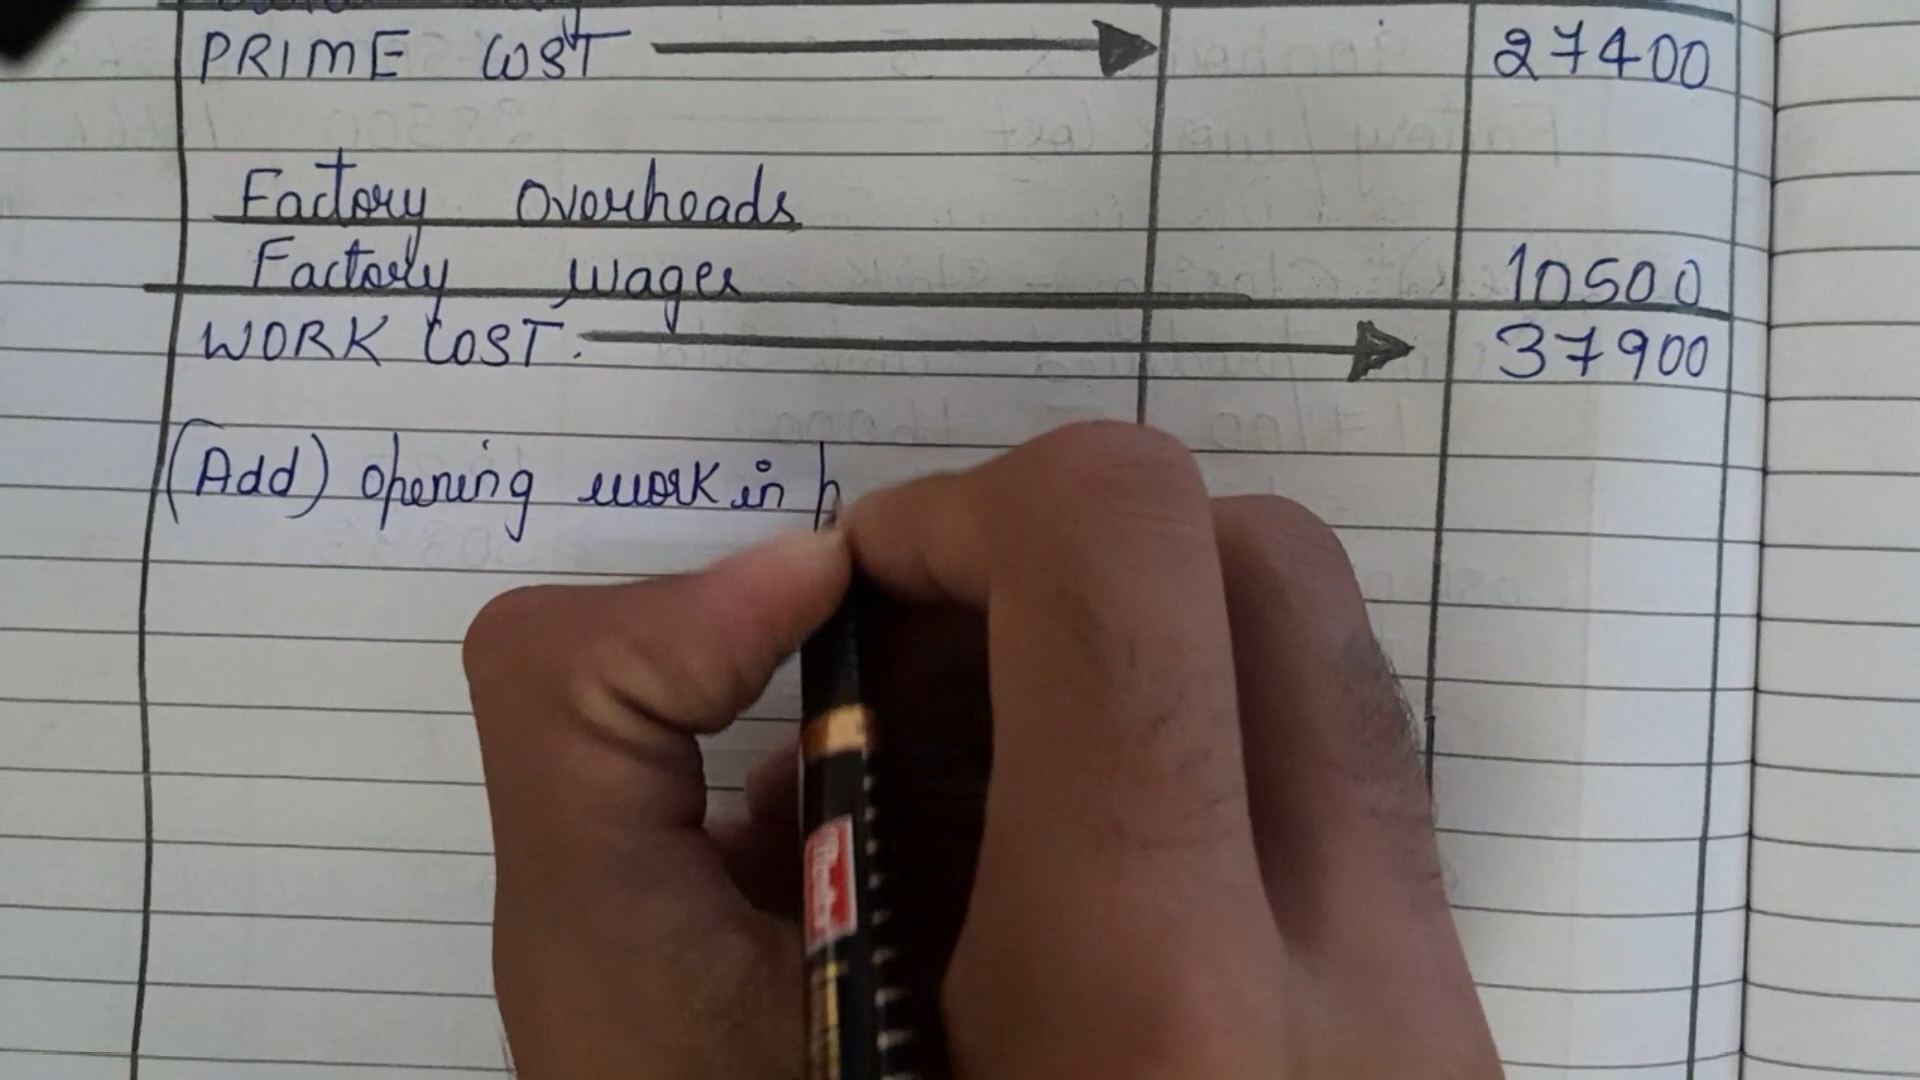 PRIME COST 27400
Factory Overheads
Factory wages 10500
WORK COST. 37900
(Add) opening work in p